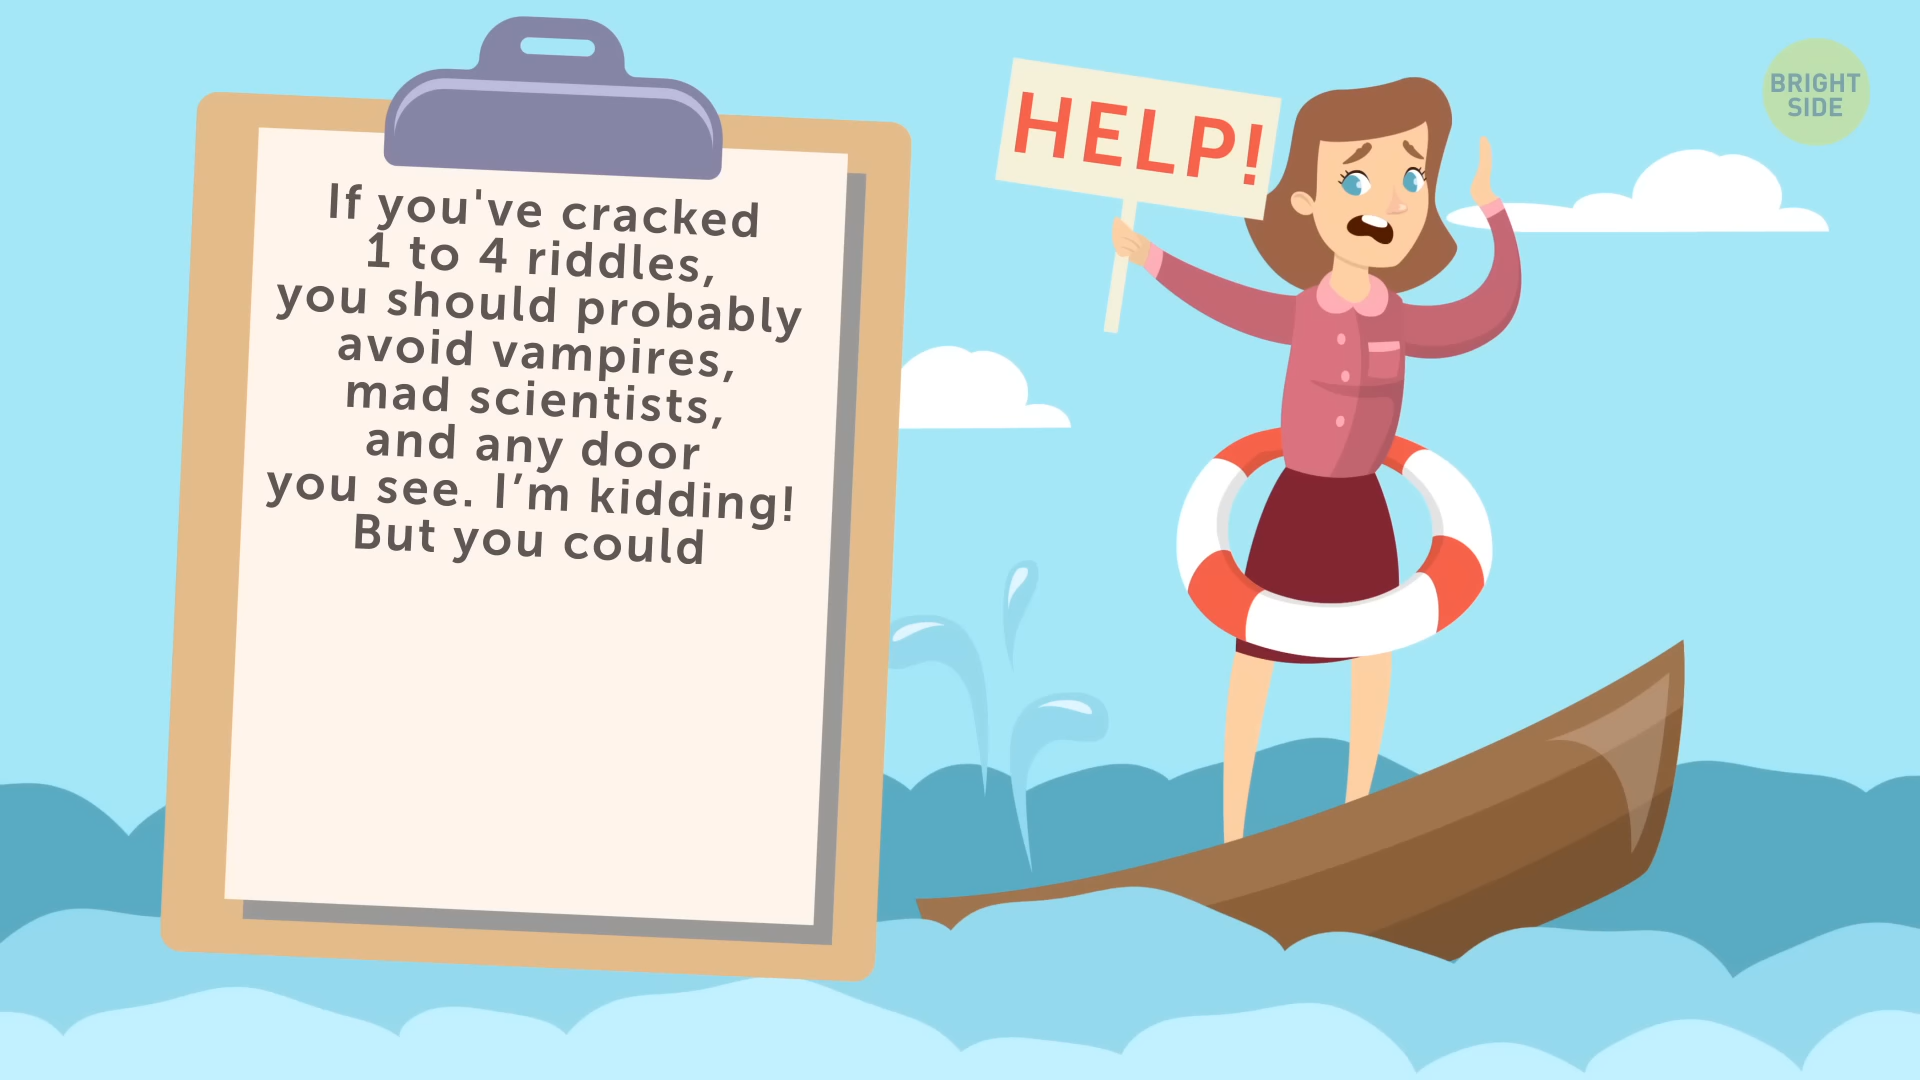 If you've cracked
1 to 4 riddles,
you should probably
avoid vampires,
mad scientists,
and any door
you see. I’m kidding!
But you could
HELP!
BRIGHT
SIDE